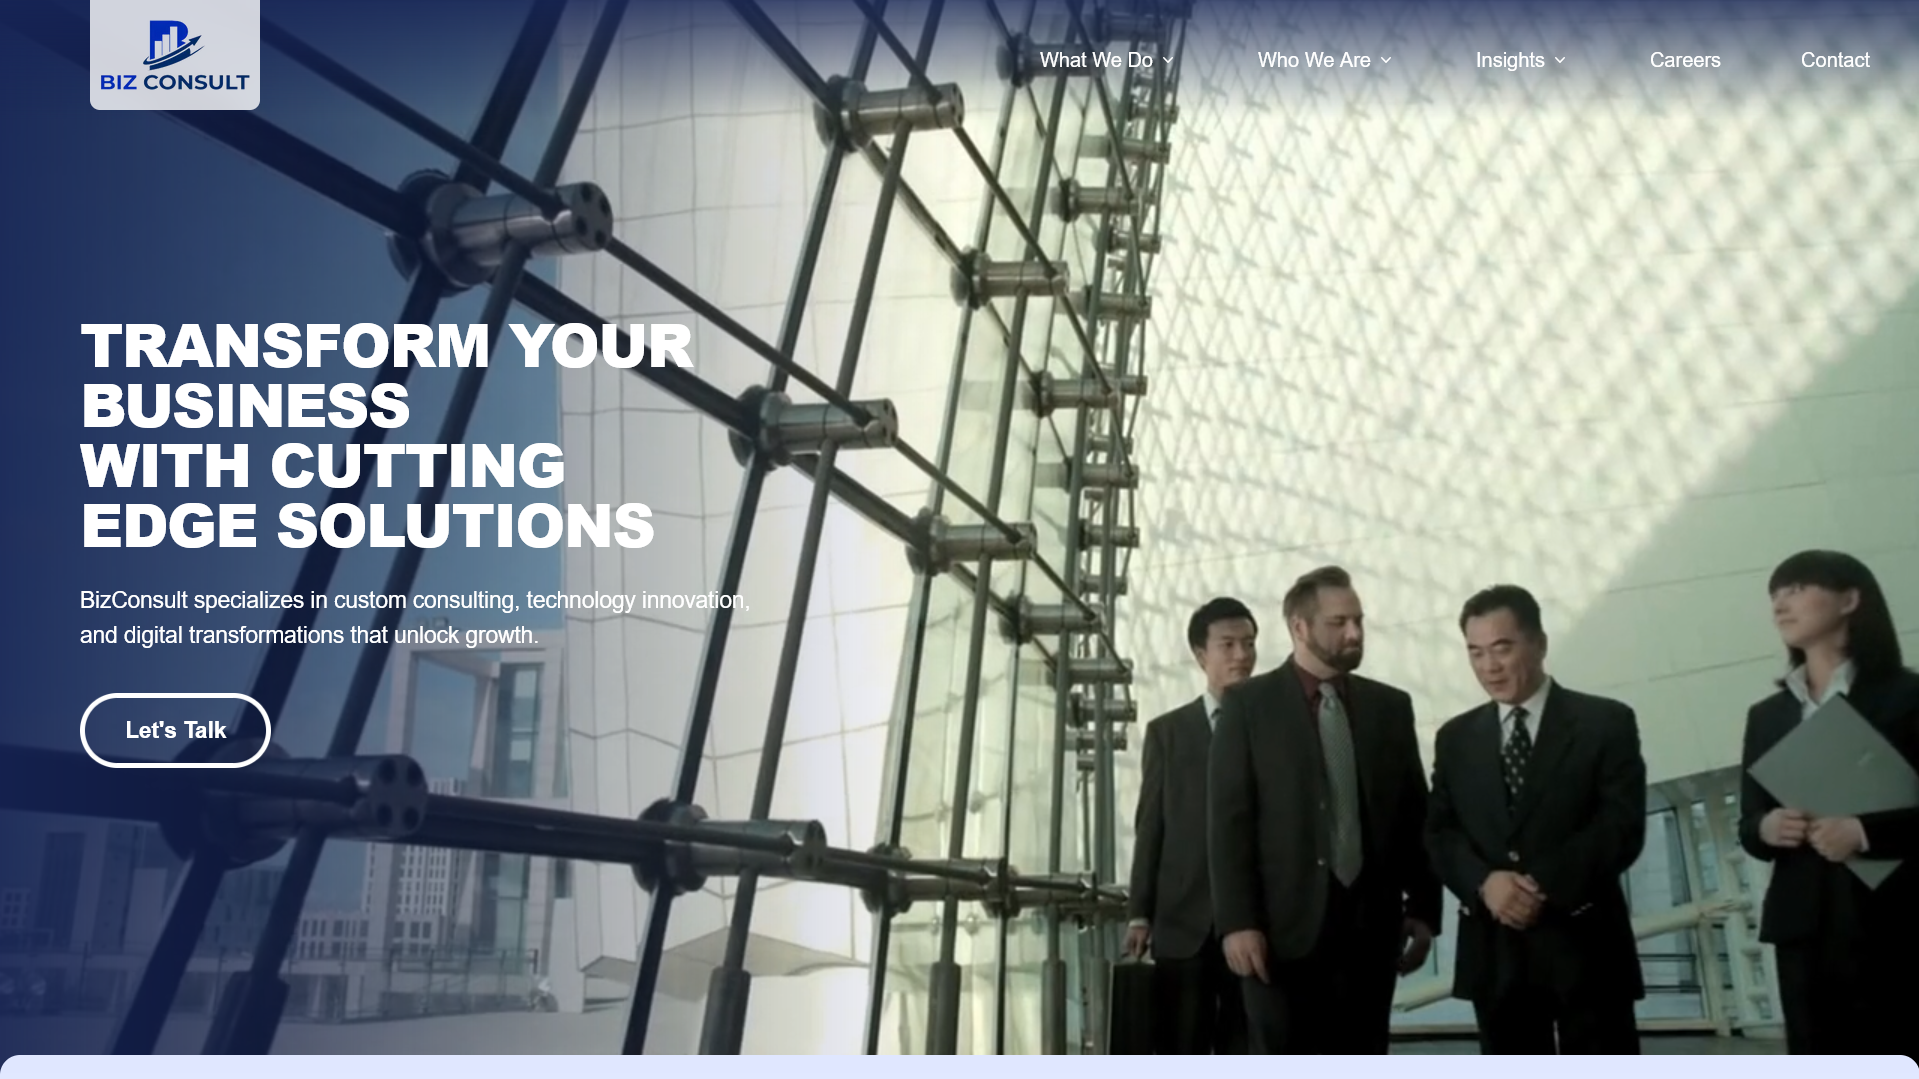 BIZ CONSULT
What We Do
Who We Are
Insights
Careers
Contact
TRANSFORM YOUR
BUSINESS
WITH CUTTING
EDGE SOLUTIONS
BizConsult specializes in custom consulting, technology innovation,
and digital transformations that unlock growth.
Let's Talk